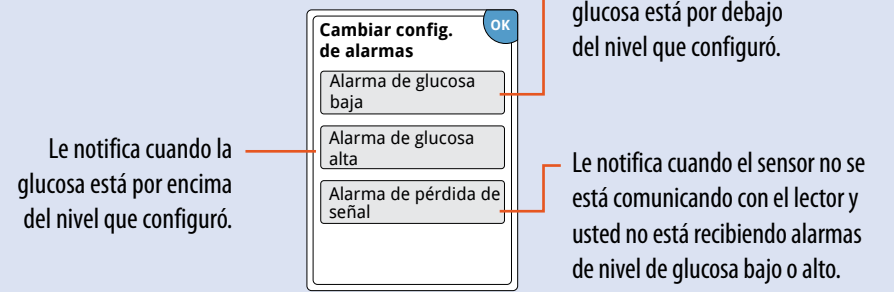 glucosa está por debajo
del nivel que configuró.
Cambiar config.
de alarmas
OK
Alarma de glucosa
baja
Alarma de glucosa
alta
Alarma de pérdida de
señal
Le notifica cuando la
glucosa está por encima
del nivel que configuró.
Le notifica cuando el sensor no se
está comunicando con el lector y
usted no está recibiendo alarmas
de nivel de glucosa bajo o alto.